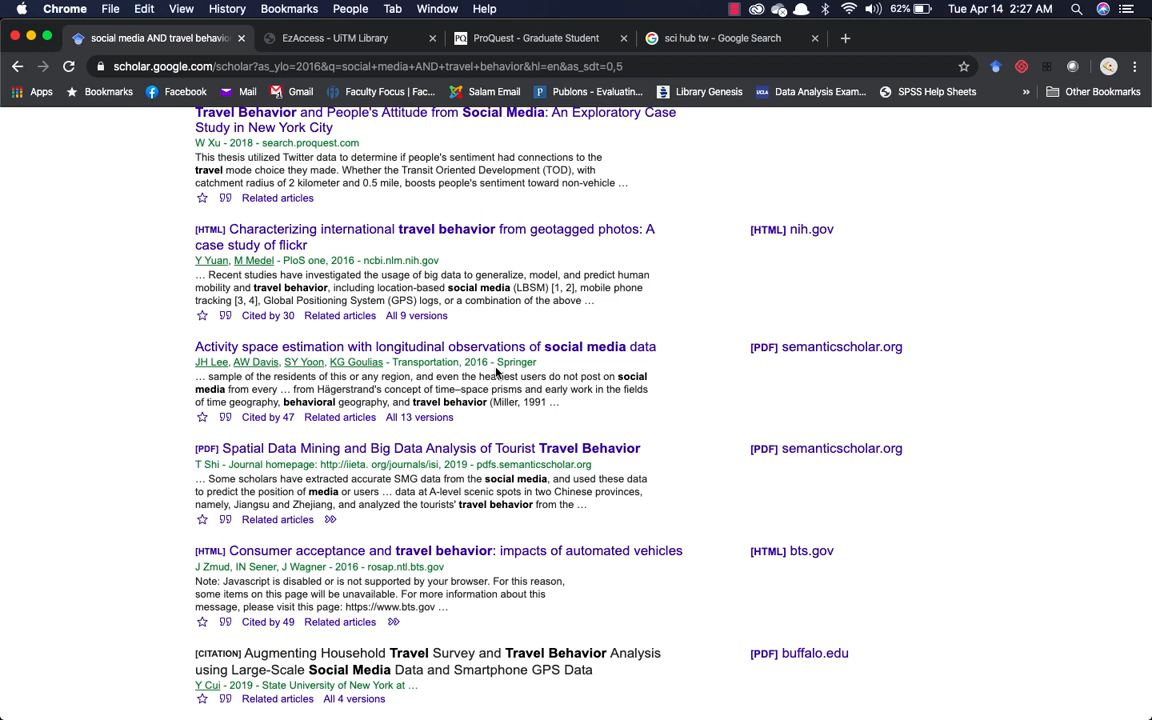 Chrome File Edit View History Bookmarks People Tab Window Help 62% Tue Apr 14 2:27 AM
social media AND travel behavio EzAccess - UiTM Library PQ ProQuest - Graduate Student sci hub tw - Google Search
scholar.google.com/scholar?as_ylo=2016&q=social+media+AND+travel+behavior&hl=en&as_sdt=0,5
Apps Bookmarks Facebook Mail Gmail Faculty Focus | Fac... Salem Email Publons - Evaluatin... Library Genesis UCLA Data Analysis Exam... SPSS Help Sheets » Other Bookmarks
Travel Behavior and People's Attitude from Social Media: An Exploratory Case
Study in New York City
W Xu - 2018 - search.proquest.com
This thesis utilized Twitter data to determine if people's sentiment had connections to the
travel mode choice they made. Whether the Transit Oriented Development (TOD), with
catchment radius of 2 kilometer and 0.5 mile, boosts people's sentiment toward non-vehicle ...
Related articles
[HTML] Characterizing international travel behavior from geotagged photos: A [HTML] nih.gov
case study of flickr
Y Yuan, M Medel - PloS one, 2016 - ncbi.nlm.nih.gov
... Recent studies have investigated the usage of big data to generalize, model, and predict human
mobility and travel behavior, including location-based social media (LBSM) [1, 2], mobile phone
tracking [3, 4], Global Positioning System (GPS) logs, or a combination of the above ...
Cited by 30 Related articles All 9 versions
Activity space estimation with longitudinal observations of social media data [PDF] semanticscholar.org
JH Lee, AW Davis, SY Yoon, KG Goulias - Transportation, 2016 - Springer
... sample of the residents of this or any region, and even the heaviest users do not post on social
media from every ... from Hägerstrand's concept of time–space prisms and early work in the fields
of time geography, behavioral geography, and travel behavior (Miller, 1991 ...
Cited by 47 Related articles All 13 versions
[PDF] Spatial Data Mining and Big Data Analysis of Tourist Travel Behavior [PDF] semanticscholar.org
T Shi - Journal homepage: http://iieta. org/journals/isi, 2019 - pdfs.semanticscholar.org
... Some scholars have extracted accurate SMG data from the social media, and used these data
to predict the position of media or users ... data at A-level scenic spots in two Chinese provinces,
namely, Jiangsu and Zhejiang, and analyzed the tourists' travel behavior from the ...
Related articles
[HTML] Consumer acceptance and travel behavior: impacts of automated vehicles [HTML] bts.gov
J Zmud, IN Sener, J Wagner - 2016 - rosap.ntl.bts.gov
Note: Javascript is disabled or is not supported by your browser. For this reason,
some items on this page will be unavailable. For more information about this
message, please visit this page: https://www.bts.gov ...
Cited by 49 Related articles
[CITATION] Augmenting Household Travel Survey and Travel Behavior Analysis [PDF] buffalo.edu
using Large-Scale Social Media Data and Smartphone GPS Data
Y Cui - 2019 - State University of New York at ...
Related articles All 4 versions